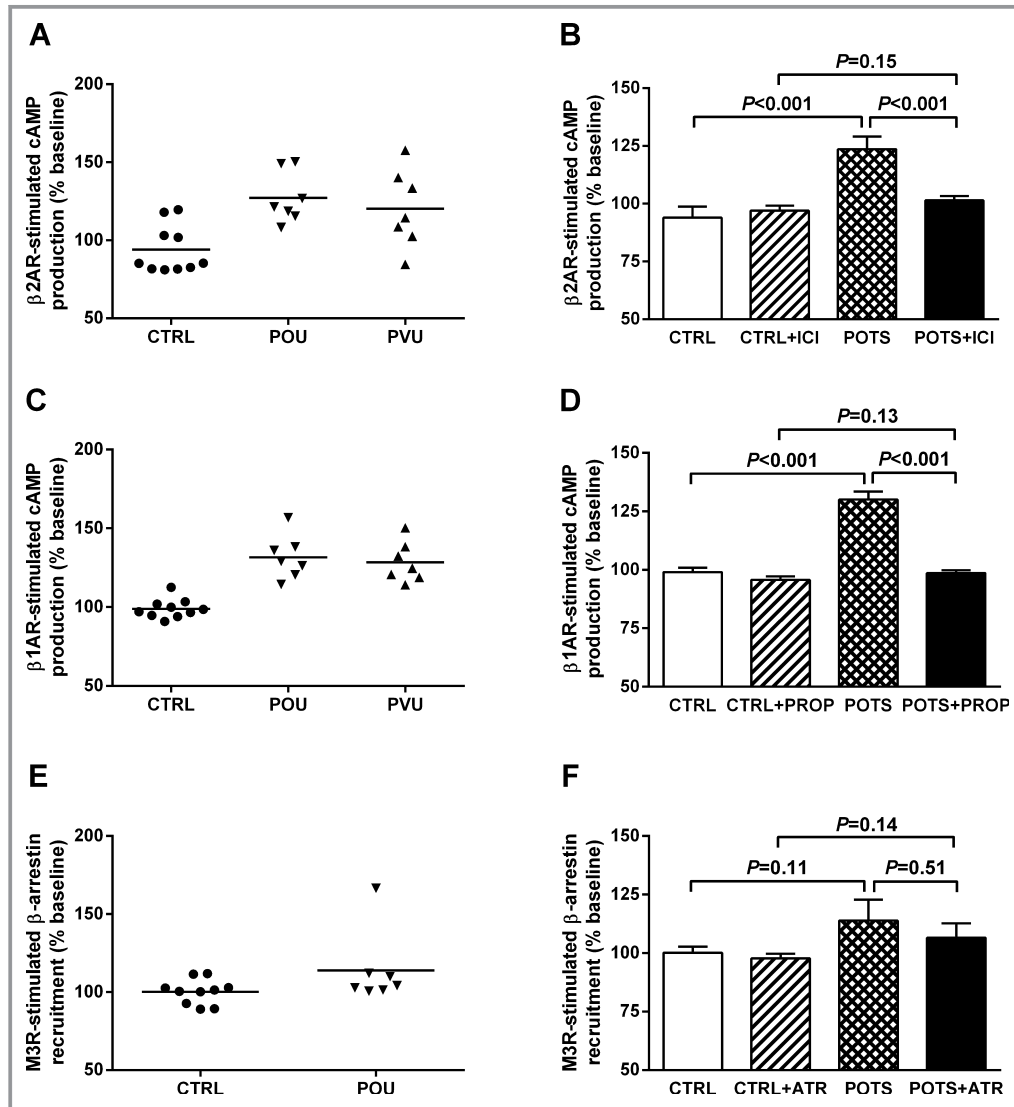 A
β2AR-stimulated cAMP
production (% baseline)
200
150
100
50
CTRL POU PVU
B
β2AR-stimulated cAMP
production (% baseline)
P=0.15
P<0.001 P<0.001
150
125
100
75
50
CTRL CTRL+ICI POTS POTS+ICI
C
β1AR-stimulated cAMP
production (% baseline)
200
150
100
50
CTRL POU PVU
D
β1AR-stimulated cAMP
production (% baseline)
P=0.13
P<0.001 P<0.001
150
125
100
75
50
CTRL CTRL+PROP POTS POTS+PROP
E
M3R-stimulated β-arrestin
recruitment (% baseline)
200
150
100
50
CTRL POU
F
M3R-stimulated β-arrestin
recruitment (% baseline)
P=0.14
P=0.11 P=0.51
150
125
100
75
50
CTRL CTRL+ATR POTS POTS+ATR